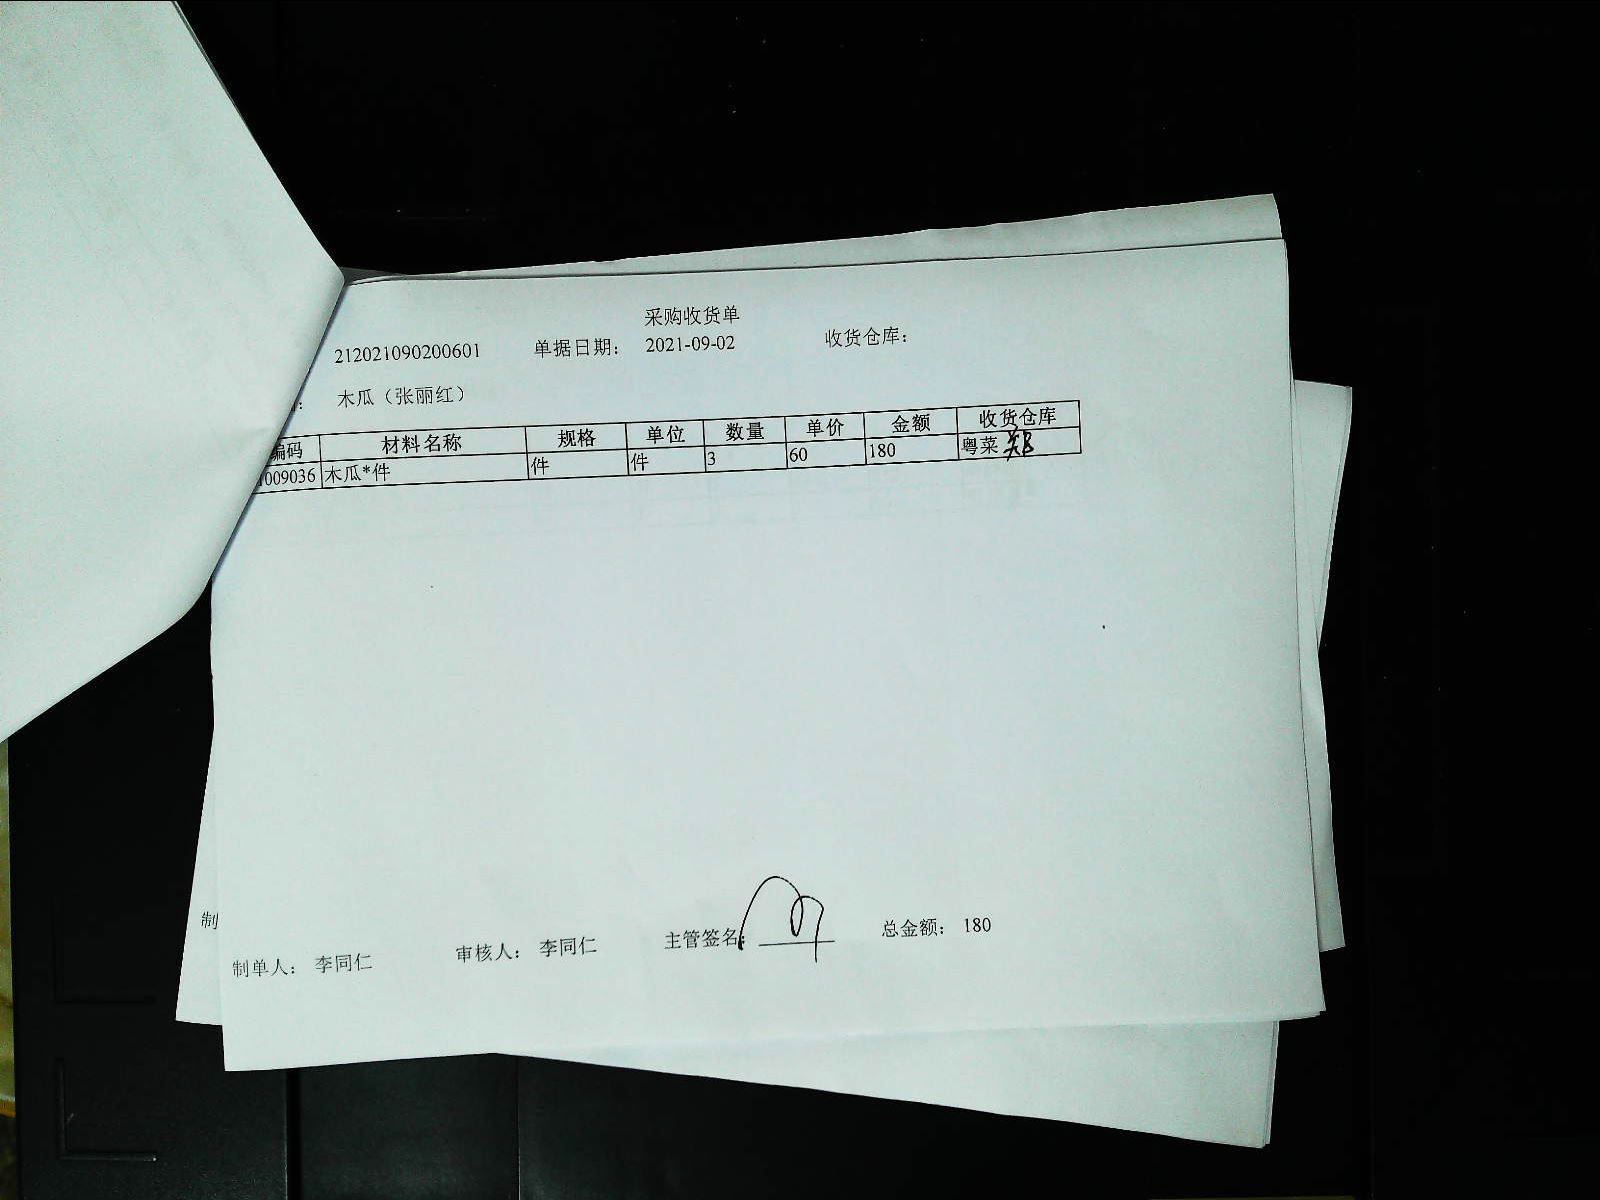 采购收货单
212021090200601 单据日期： 2021-09-02 收货仓库：
： 木瓜（张丽红）
编码 材料名称 规格 单位 数量 单价 金额 收货仓库
009036 木瓜*件 件 件 3 60 180 粤菜
制
制单人： 李同仁 审核人： 李同仁 主管签名： 总金额： 180